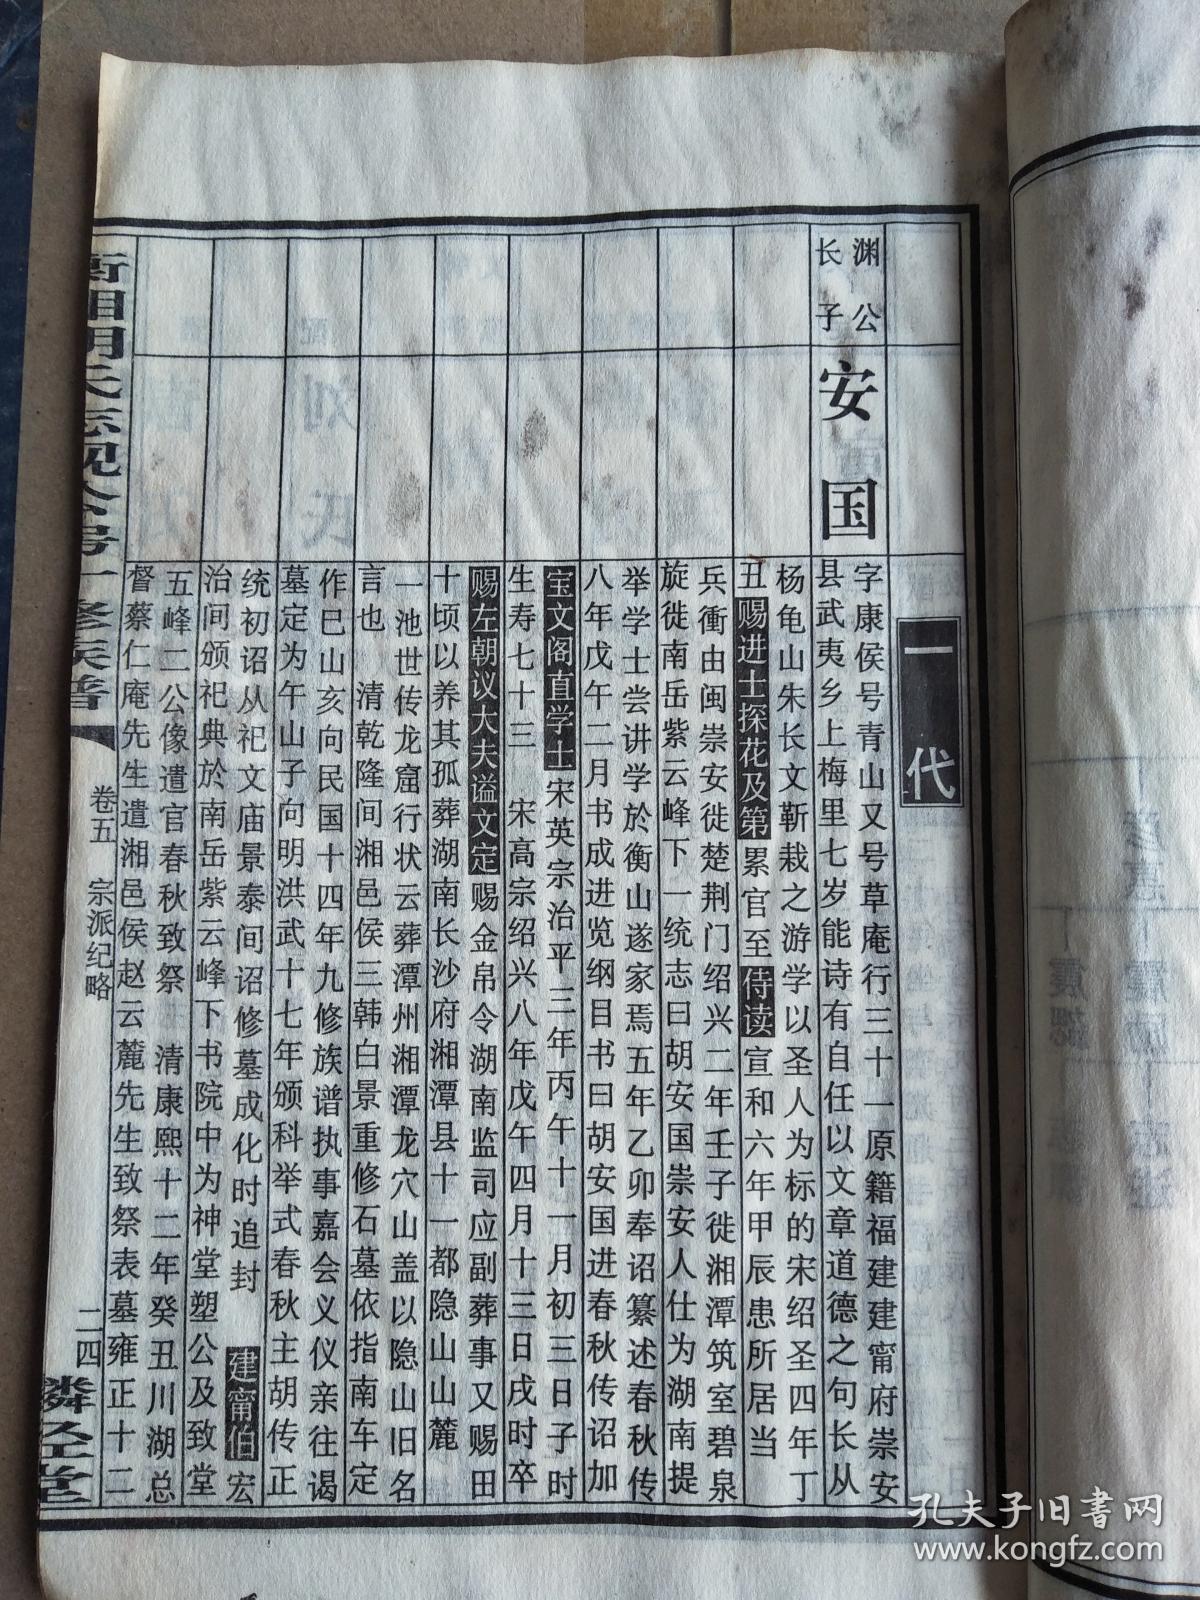 一代
渊公
长子
安国
字康侯号青山又号草庵行三十一原籍福建建甯府崇安
县武夷乡上梅里七岁能诗有自任以文章道德之句长从
杨龟山朱长文靳裁之游学以圣人为标的宋绍圣四年丁
丑赐进士探花及第累官至侍读宣和六年甲辰患所居当
兵衝由闽崇安徙楚荆门绍兴二年壬子徙湘潭筑室碧泉
旋徙南岳紫云峰下一统志曰胡安国崇安人仕为湖南提
举学士尝讲学於衡山遂家焉五年乙卯奉诏纂述春秋传
八年戊午二月书成进览纲目书曰胡安国进春秋传诏加
宝文阁直学士宋英宗治平三年丙午十一月初三日子时
生寿七十三 宋高宗绍兴八年戊午四月十三日戌时卒
赐左朝议大夫谥文定赐金帛令湖南监司应副葬事又赐田
十顷以养其孤葬湖南长沙府湘潭县十一都隐山山麓
一池世传龙窟行状云葬潭州湘潭龙穴山盖以隐山旧名
言也 清乾隆间湘邑侯三韩白景重修石墓依指南车定
作巳山亥向民国十四年九修族谱执事嘉会义仪亲往谒
墓定为午山子向明洪武十七年颁科举式春秋主胡传正
统初诏从祀文庙景泰间诏修墓成化时追封 建甯伯宏
治间颁祀典於南岳紫云峰下书院中为神堂塑公及致堂
五峰二公像遣官春秋致祭 清康熙十二年癸丑川湖总
督蔡仁庵先生遣湘邑侯赵云麓先生致祭表墓雍正十二
卷五 宗派纪略
二四
孔夫子旧书网
www.kongfz.com